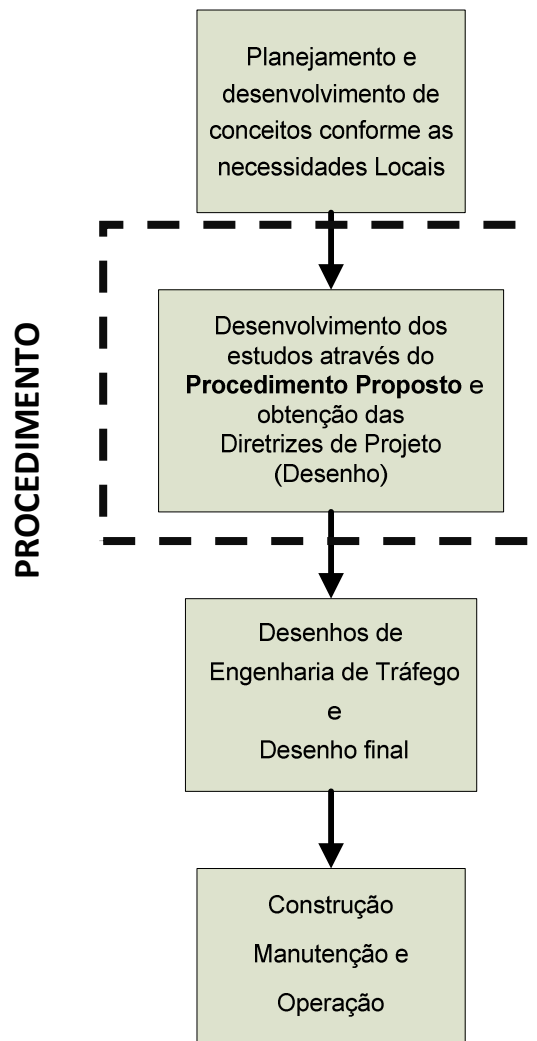 Planejamento e
desenvolvimento de
conceitos conforme as
necessidades Locais
PROCEDIMENTO
Desenvolvimento dos
estudos através do
Procedimento Proposto e
obtenção das
Diretrizes de Projeto
(Desenho)
Desenhos de
Engenharia de Tráfego
e
Desenho final
Construção
Manutenção e
Operação